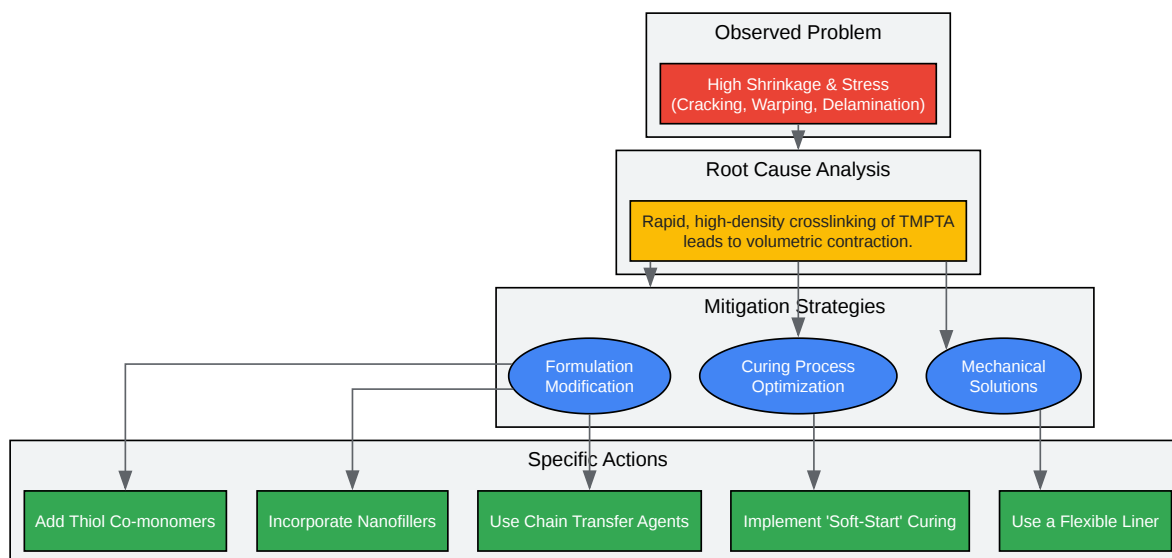 Observed Problem
High Shrinkage & Stress
(Cracking, Warping, Delamination)
Root Cause Analysis
Rapid, high-density crosslinking of TMPTA
leads to volumetric contraction.
Mitigation Strategies
Formulation
Modification
Curing Process
Optimization
Mechanical
Solutions
Specific Actions
Add Thiol Co-monomers
Incorporate Nanofillers
Use Chain Transfer Agents
Implement 'Soft-Start' Curing
Use a Flexible Liner